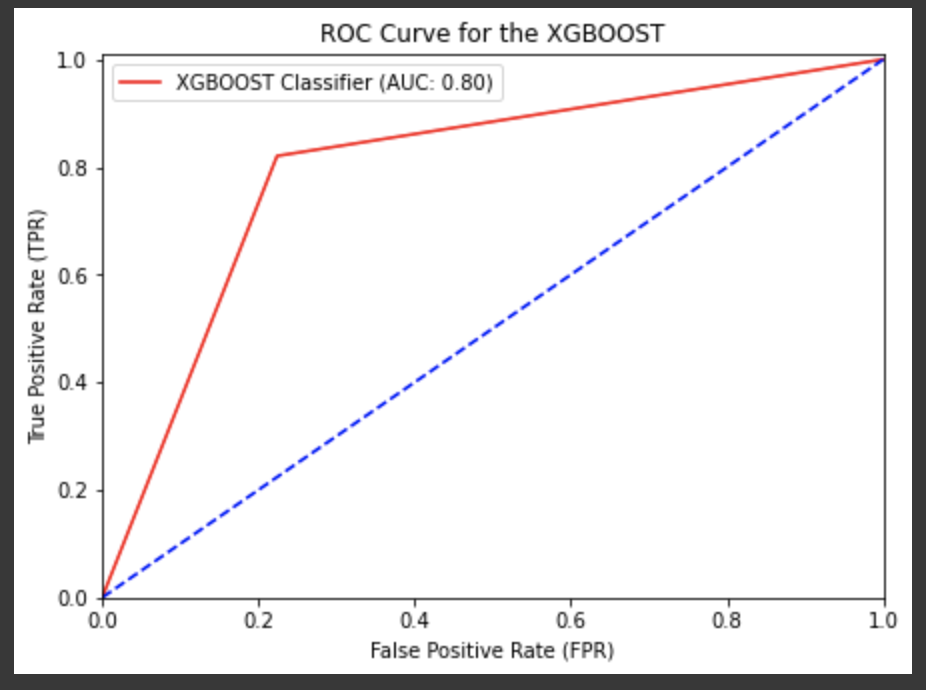 ROC Curve for the XGBOOST
XGBOOST Classifier (AUC: 0.80)
True Positive Rate (TPR)
1.0
0.8
0.6
0.4
0.2
0.0
0.0 0.2 0.4 0.6 0.8 1.0
False Positive Rate (FPR)